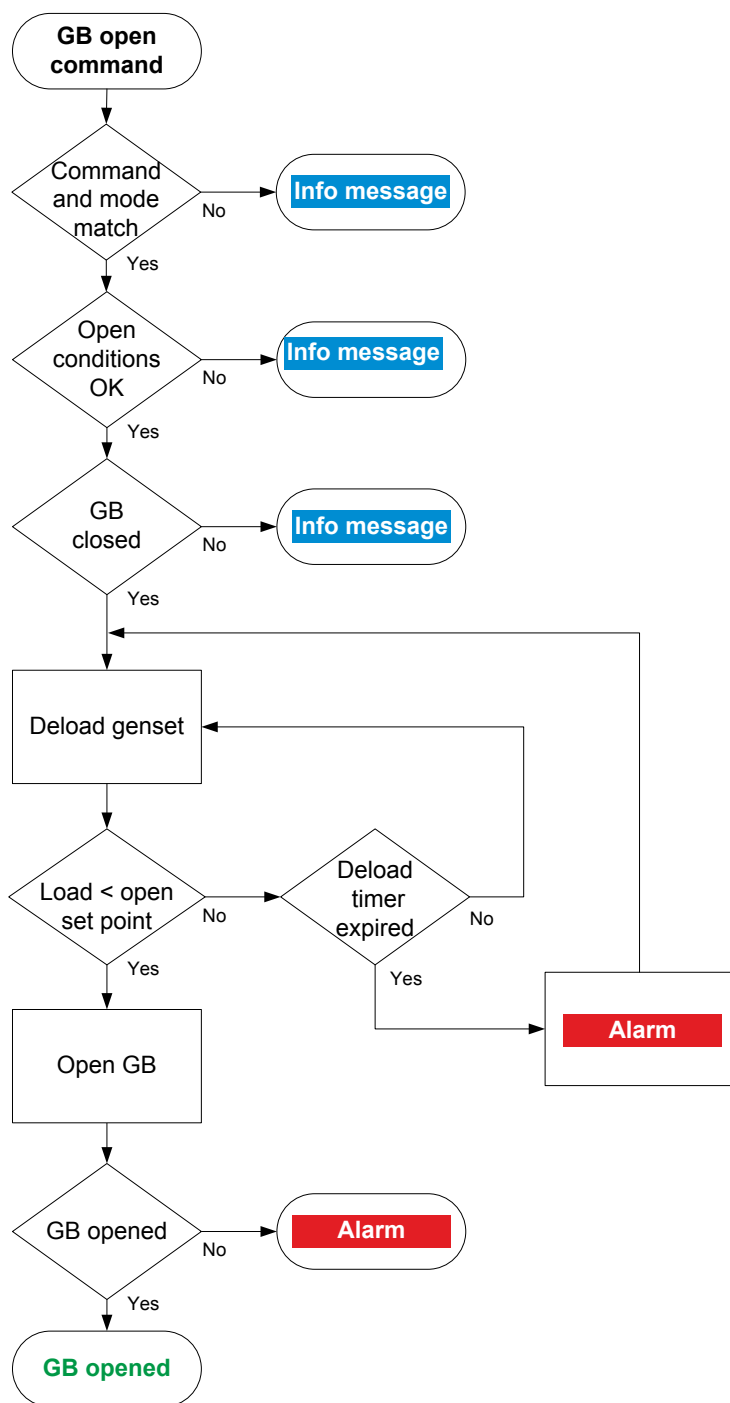 GB open
command
Command
and mode
match
No
Info message
Yes
Open
conditions
OK
No
Info message
Yes
GB
closed
No
Info message
Yes
Deload genset
Load < open
set point
No
Deload
timer
expired
No
Yes
Yes
Alarm
Open GB
GB opened
No
Alarm
Yes
GB opened